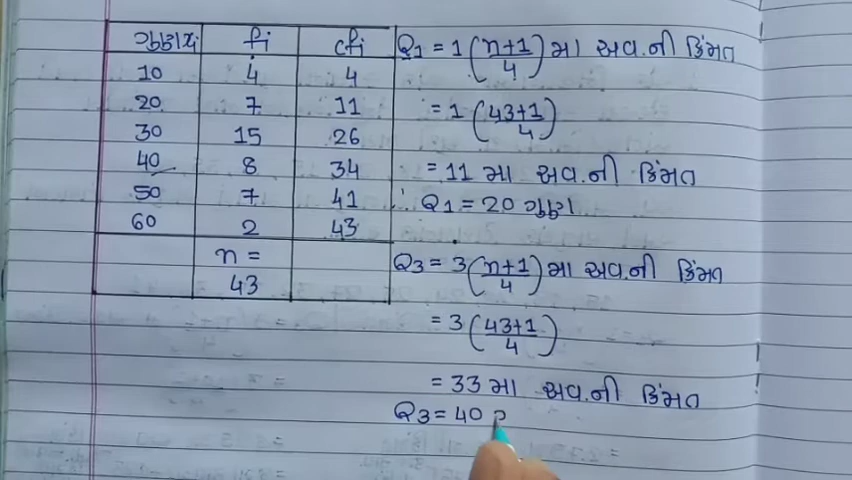 ગુણxi fi cfi
10 4 4
20 7 11
30 15 26
40 8 34
50 7 41
60 2 43
n =
43
Q1 = 1 (n+1/4) મા અવ.ની કિંમત
= 1 (43+1/4)
= 11 મા અવ.ની કિંમત
∴ Q1 = 20 ગુણ
Q3 = 3 (n+1/4) મા અવ.ની કિંમત
= 3 (43+1/4)
= 33 મા અવ.ની કિંમત
Q3 = 40